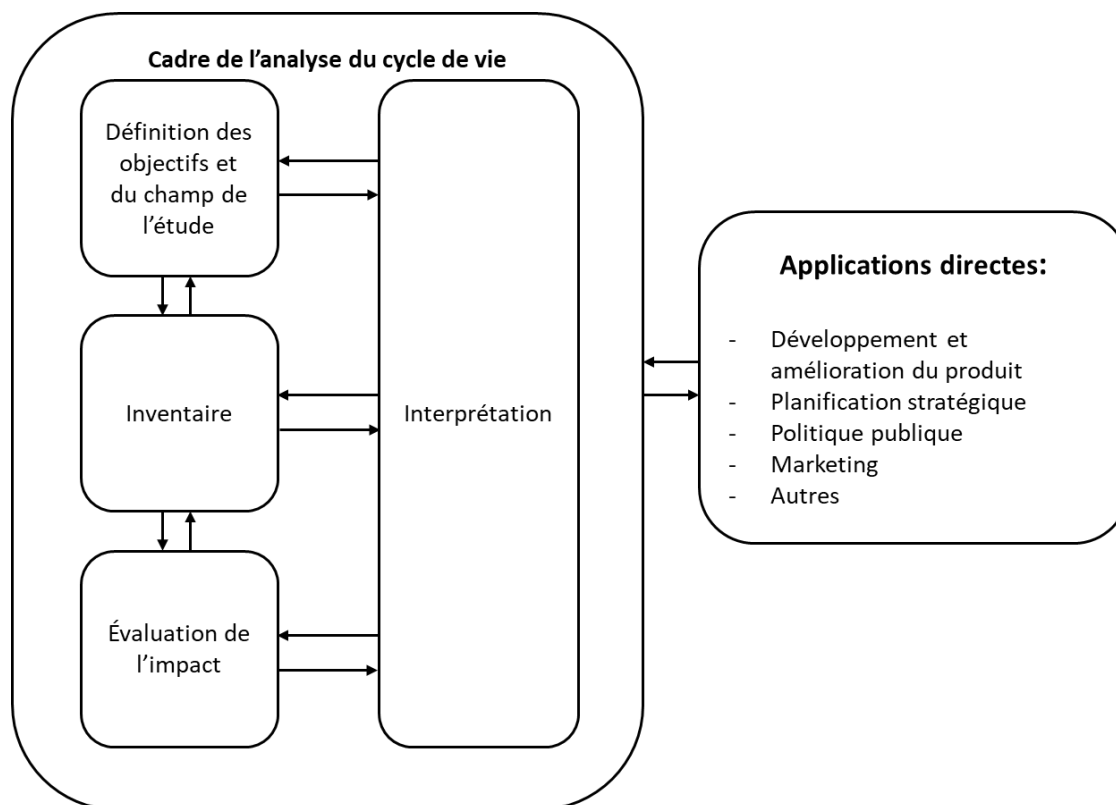 Cadre de l’analyse du cycle de vie
Définition des
objectifs et
du champ de
l’étude
Inventaire
Évaluation de
l’impact
Interprétation
Applications directes:
- Développement et
amélioration du produit
- Planification stratégique
- Politique publique
- Marketing
- Autres